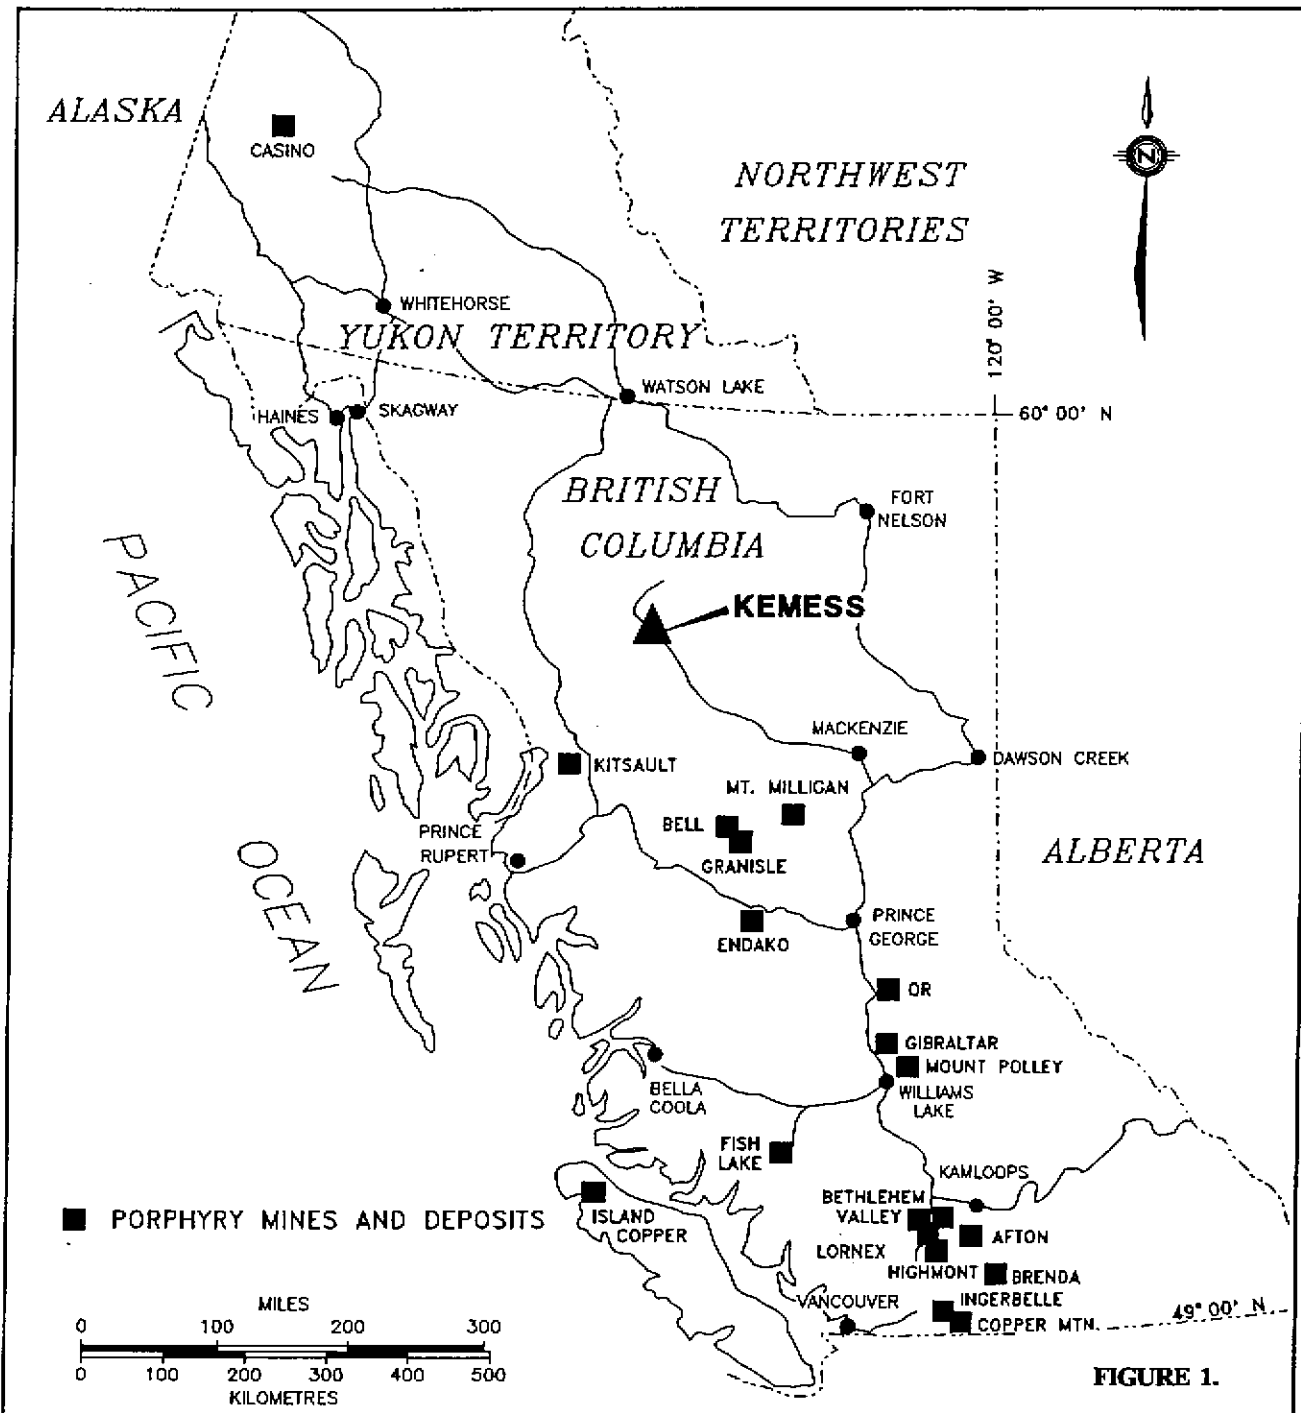 ALASKA
CASINO
N
NORTHWEST
TERRITORIES
120° 00' W
WHITEHORSE
YUKON TERRITORY
WATSON LAKE
HAINES
SKAGWAY
60° 00' N
BRITISH
COLUMBIA
FORT
NELSON
PACIFIC
OCEAN
KEMESS
MACKENZIE
DAWSON CREEK
KITSAULT
MT. MILLIGAN
BELL
GRANISLE
PRINCE
RUPERT
ALBERTA
ENDAKO
PRINCE
GEORGE
OR
GIBRALTAR
MOUNT POLLEY
BELLA
COOLA
WILLIAMS
LAKE
FISH
LAKE
KAMLOOPS
ISLAND
COPPER
BETHLEHEM
VALLEY
LORNEX
AFTON
HIGHMONT
BRENDA
VANCOUVER
INGERBELLE
COPPER MTN.
49° 00' N
PORPHYRY MINES AND DEPOSITS
MILES
0 100 200 300
0 100 200 300 400 500
KILOMETRES
FIGURE 1.